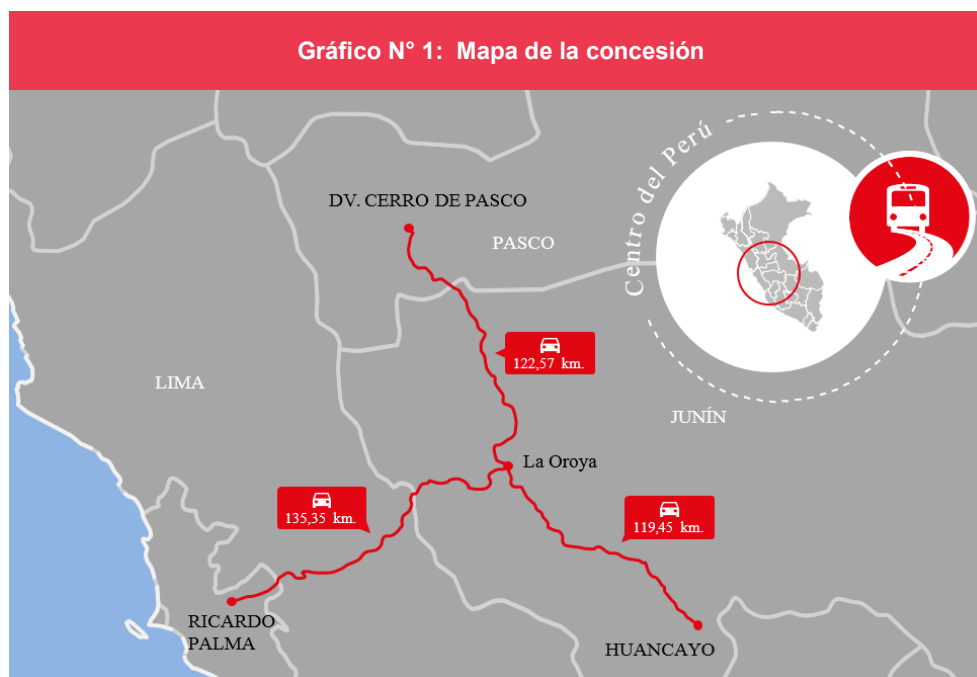 Gráfico N° 1: Mapa de la concesión
Centro del Perú
DV. CERRO DE PASCO
PASCO
122,57 km.
LIMA
JUNÍN
La Oroya
135,35 km.
119,45 km.
RICARDO
PALMA
HUANCAYO